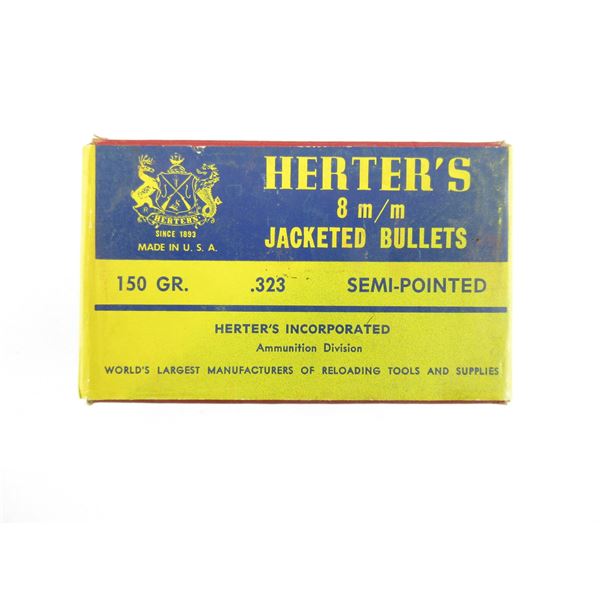 HERTER'S
8 m/m
JACKETED BULLETS
HERTER'S
SINCE 1893
MADE IN U. S. A.
150 GR. .323 SEMI-POINTED
HERTER'S INCORPORATED
Ammunition Division
WORLD'S LARGEST MANUFACTURERS OF RELOADING TOOLS AND SUPPLIES